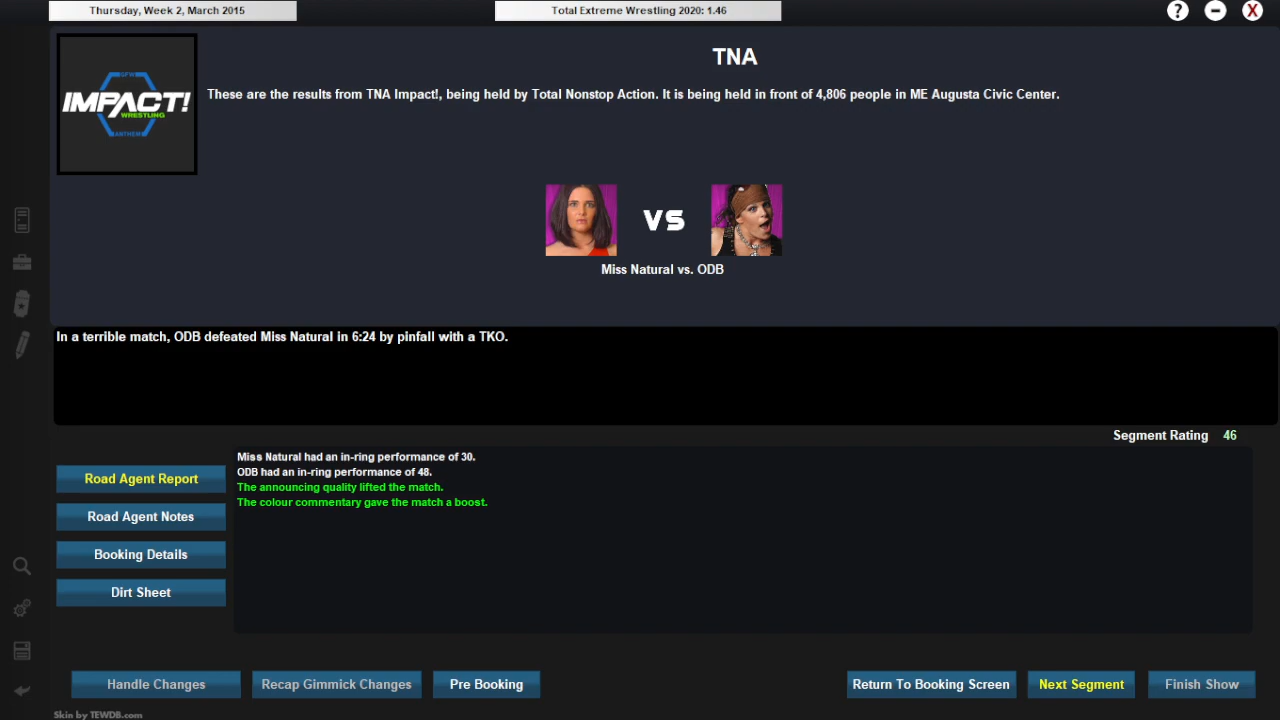 Thursday, Week 2, March 2015
Total Extreme Wrestling 2020: 1.46
?
X
TNA
GFW
IMPACT!
WRESTLING
ANTHEM
These are the results from TNA Impact!, being held by Total Nonstop Action. It is being held in front of 4,806 people in ME Augusta Civic Center.
VS
Miss Natural vs. ODB
In a terrible match, ODB defeated Miss Natural in 6:24 by pinfall with a TKO.
Segment Rating 46
Road Agent Report
Road Agent Notes
Booking Details
Dirt Sheet
Miss Natural had an in-ring performance of 30.
ODB had an in-ring performance of 48.
The announcing quality lifted the match.
The colour commentary gave the match a boost.
Handle Changes
Recap Gimmick Changes
Pre Booking
Return To Booking Screen
Next Segment
Finish Show
Skin by TEWDB.com